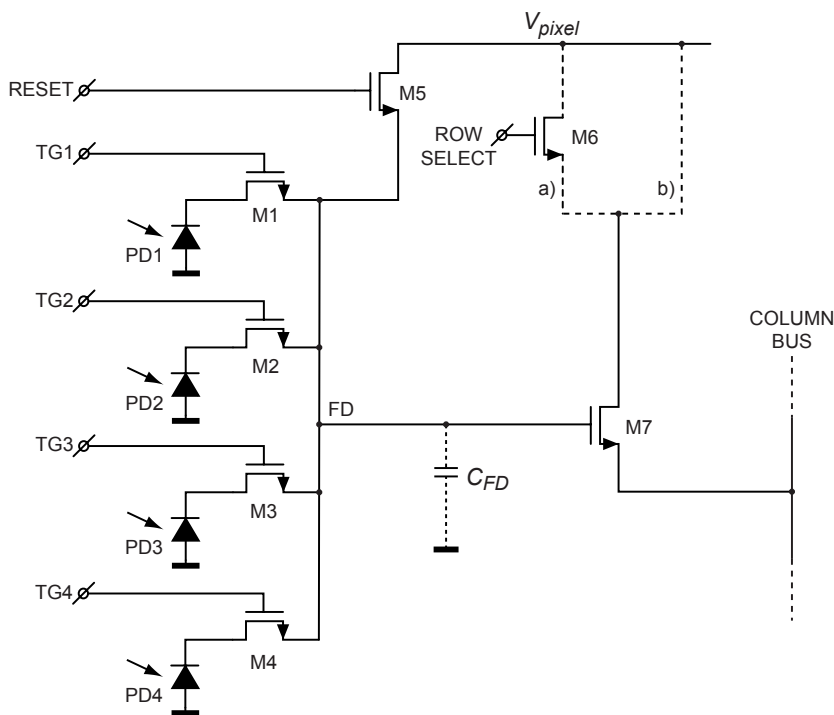 V_pixel
RESET
M5
TG1
ROW
SELECT
M6
a)
b)
M1
PD1
TG2
M2
PD2
COLUMN
BUS
FD
M7
TG3
C_FD
M3
PD3
TG4
M4
PD4